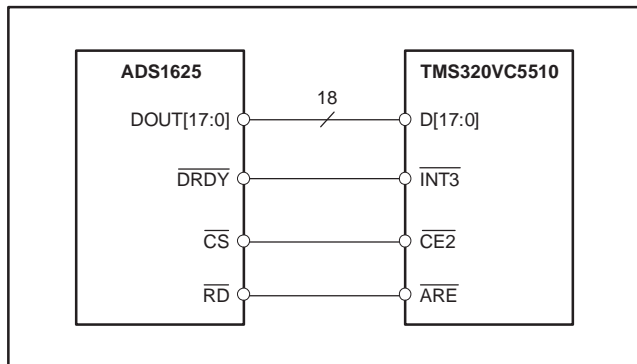 ADS1625 TMS320VC5510
18
DOUT[17:0] D[17:0]
DRDY INT3
CS CE2
RD ARE